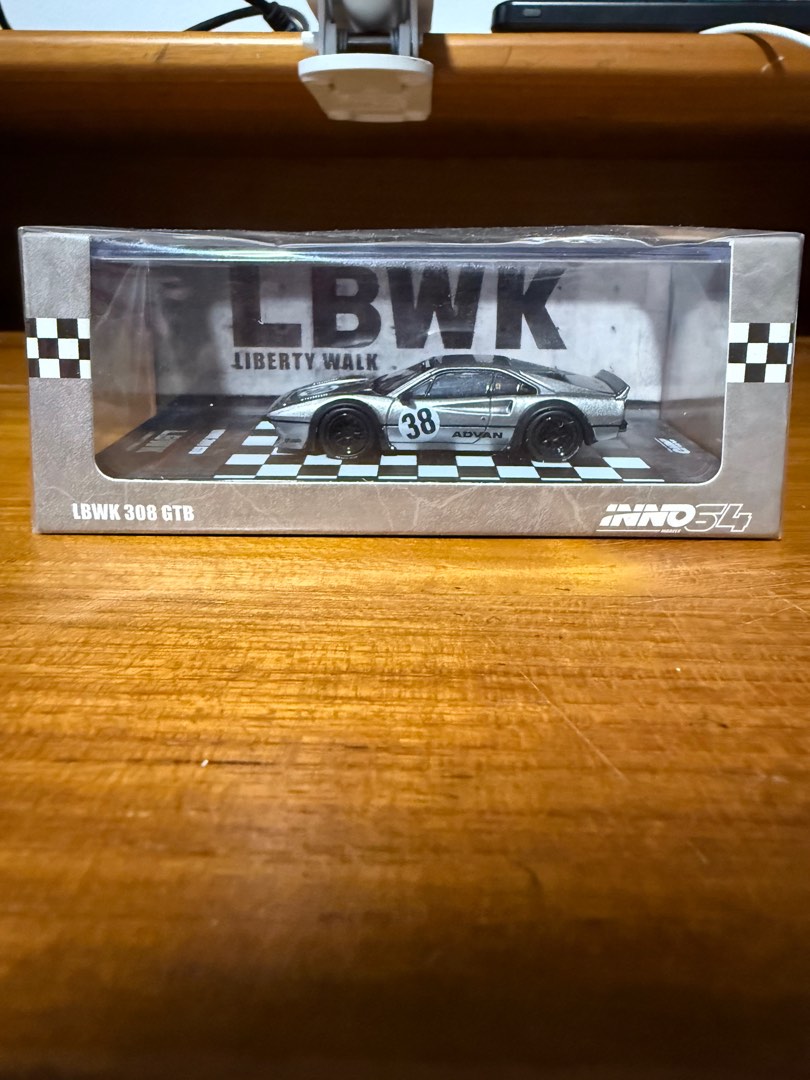 LBWK
LIBERTY WALK
38
ADVAN
LBWK 308 GTB
INNO64